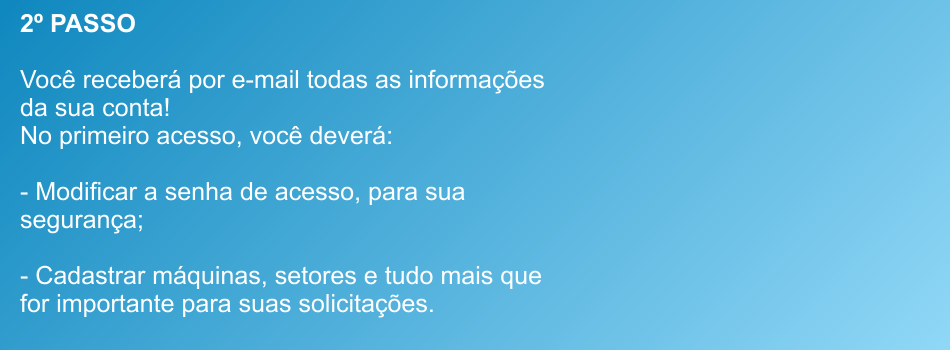 2º PASSO
Você receberá por e-mail todas as informações
da sua conta!
No primeiro acesso, você deverá:
- Modificar a senha de acesso, para sua
segurança;
- Cadastrar máquinas, setores e tudo mais que
for importante para suas solicitações.